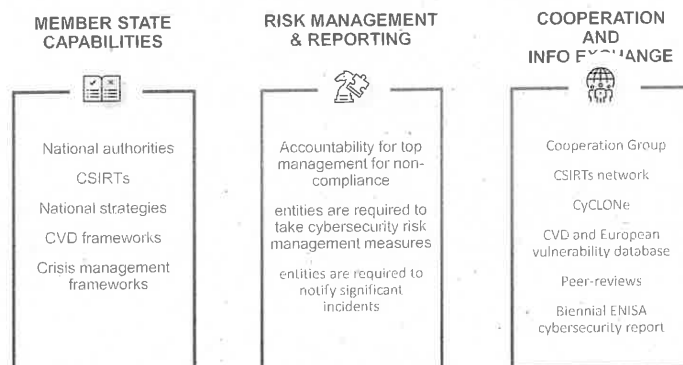 MEMBER STATE
CAPABILITIES
National authorities
CSIRTs
National strategies
CVD frameworks
Crisis management
frameworks
RISK MANAGEMENT
& REPORTING
Accountability for top
management for non-
compliance
entities are required to
take cybersecurity risk
management measures
entities are required to
notify significant
incidents
COOPERATION
AND
INFO EXCHANGE
Cooperation Group
CSIRTs network
CyCLONe
CVD and European
vulnerability database
Peer-reviews
Biennial ENISA
cybersecurity report